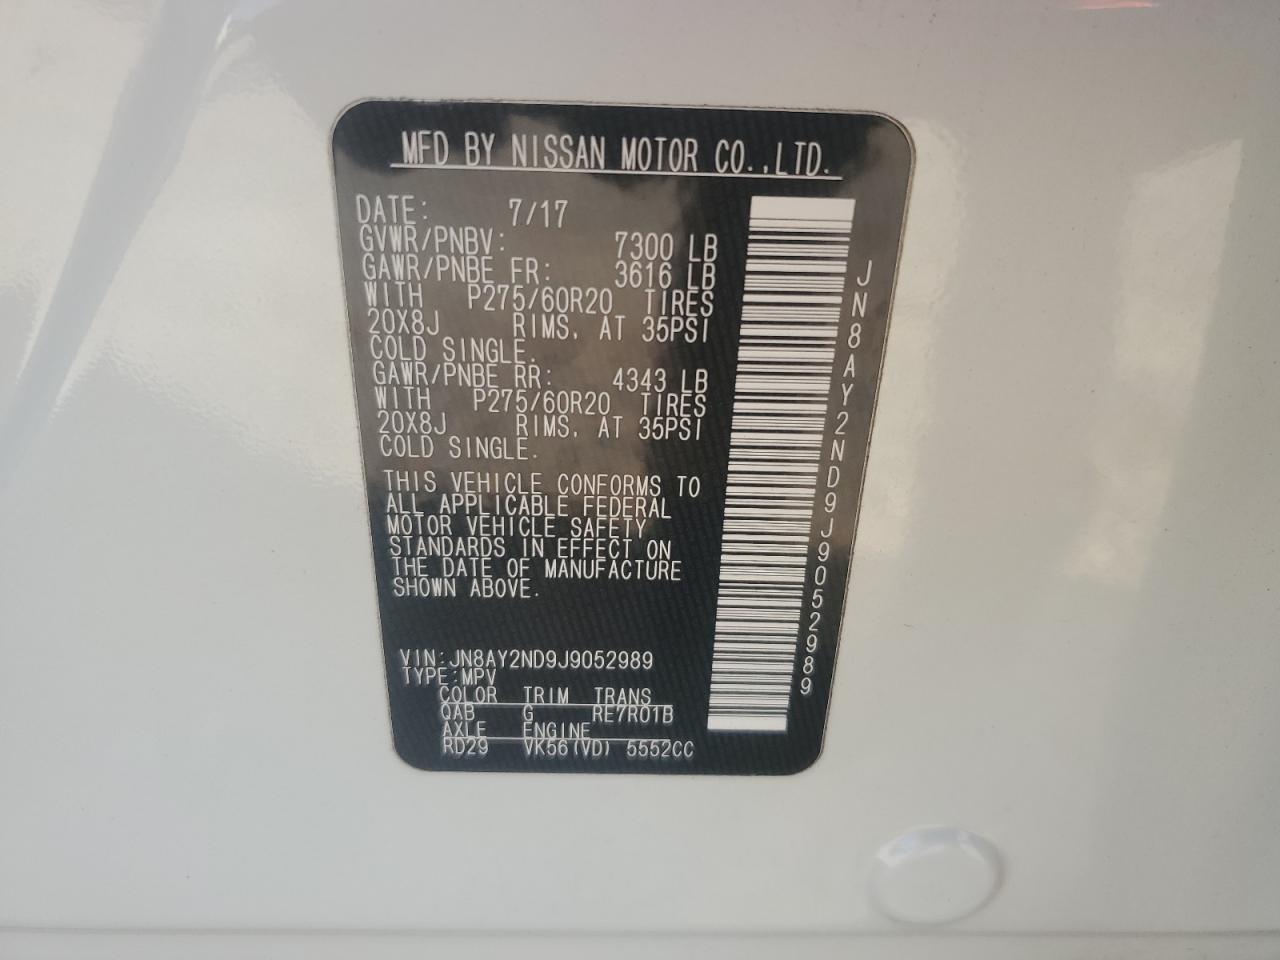 MFD BY NISSAN MOTOR CO.,LTD.
DATE: 7/17
GVWR/PNBV: 7300 LB
GAWR/PNBE FR: 3616 LB
WITH P275/60R20 TIRES
20X8J RIMS, AT 35PSI
COLD SINGLE.
GAWR/PNBE RR: 4343 LB
WITH P275/60R20 TIRES
20X8J RIMS, AT 35PSI
COLD SINGLE.
THIS VEHICLE CONFORMS TO
ALL APPLICABLE FEDERAL
MOTOR VEHICLE SAFETY
STANDARDS IN EFFECT ON
THE DATE OF MANUFACTURE
SHOWN ABOVE.
VIN:JN8AY2ND9J9052989
TYPE:MPV
COLOR TRIM TRANS
QAB G RE7R01B
AXLE ENGINE
RD29 VK56(VD) 5552CC
JN8AY2ND9J9052989